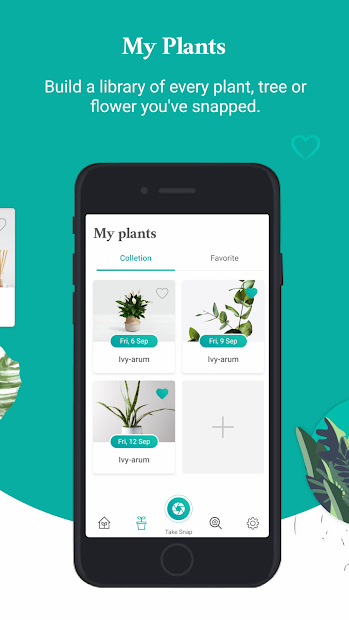 My Plants
Build a library of every plant, tree or
flower you've snapped.
My plants
Colletion
Favorite
Fri, 6 Sep
Fri, 9 Sep
Ivy-arum
Ivy-arum
Fri, 12 Sep
Ivy-arum
Take Snap